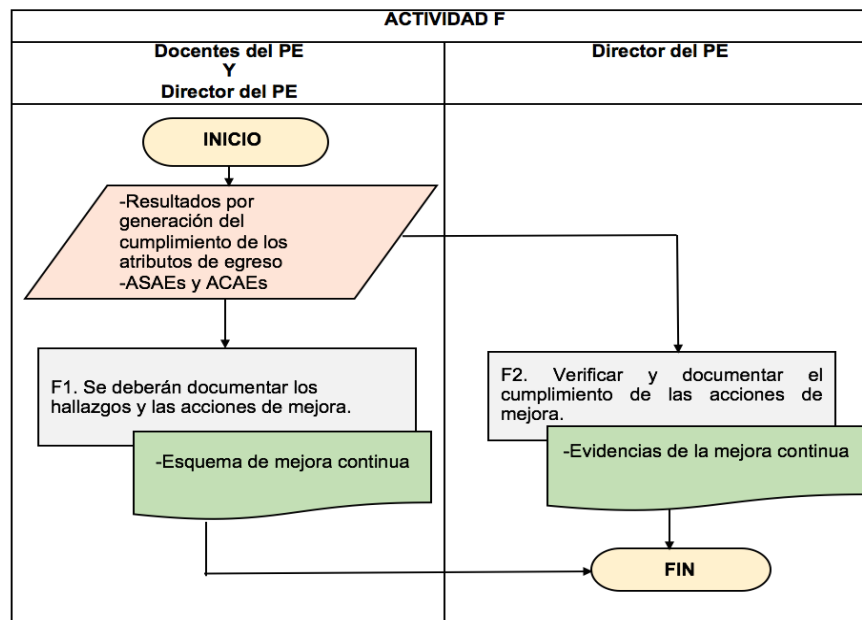 ACTIVIDAD F
Docentes del PE
Y
Director del PE
Director del PE
INICIO
-Resultados por
generación del
cumplimiento de los
atributos de egreso
-ASAEs y ACAEs
F1. Se deberán documentar los
hallazgos y las acciones de mejora.
-Esquema de mejora continua
F2. Verificar y documentar el
cumplimiento de las acciones de
mejora.
-Evidencias de la mejora continua
FIN